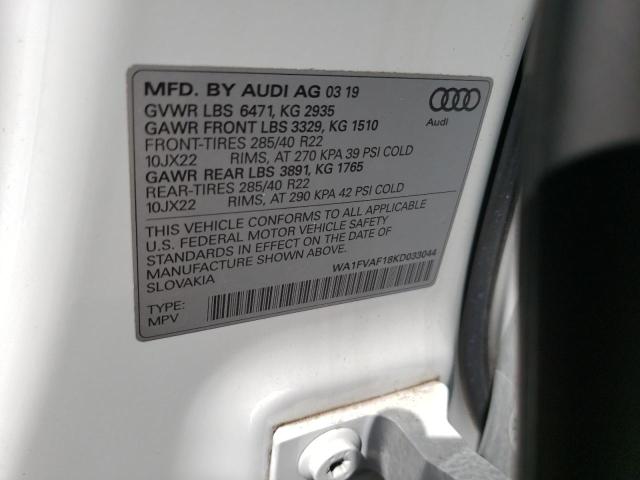 MFD. BY AUDI AG 03 19
GVWR LBS 6471, KG 2935
GAWR FRONT LBS 3329, KG 1510
FRONT-TIRES 285/40 R22
10JX22 RIMS, AT 270 KPA 39 PSI COLD
GAWR REAR LBS 3891, KG 1765
REAR-TIRES 285/40 R22
10JX22 RIMS, AT 290 KPA 42 PSI COLD
Audi
THIS VEHICLE CONFORMS TO ALL APPLICABLE
U.S. FEDERAL MOTOR VEHICLE SAFETY
STANDARDS IN EFFECT ON THE DATE OF
MANUFACTURE SHOWN ABOVE.
SLOVAKIA
WA1FVAF18KD033044
TYPE:
MPV